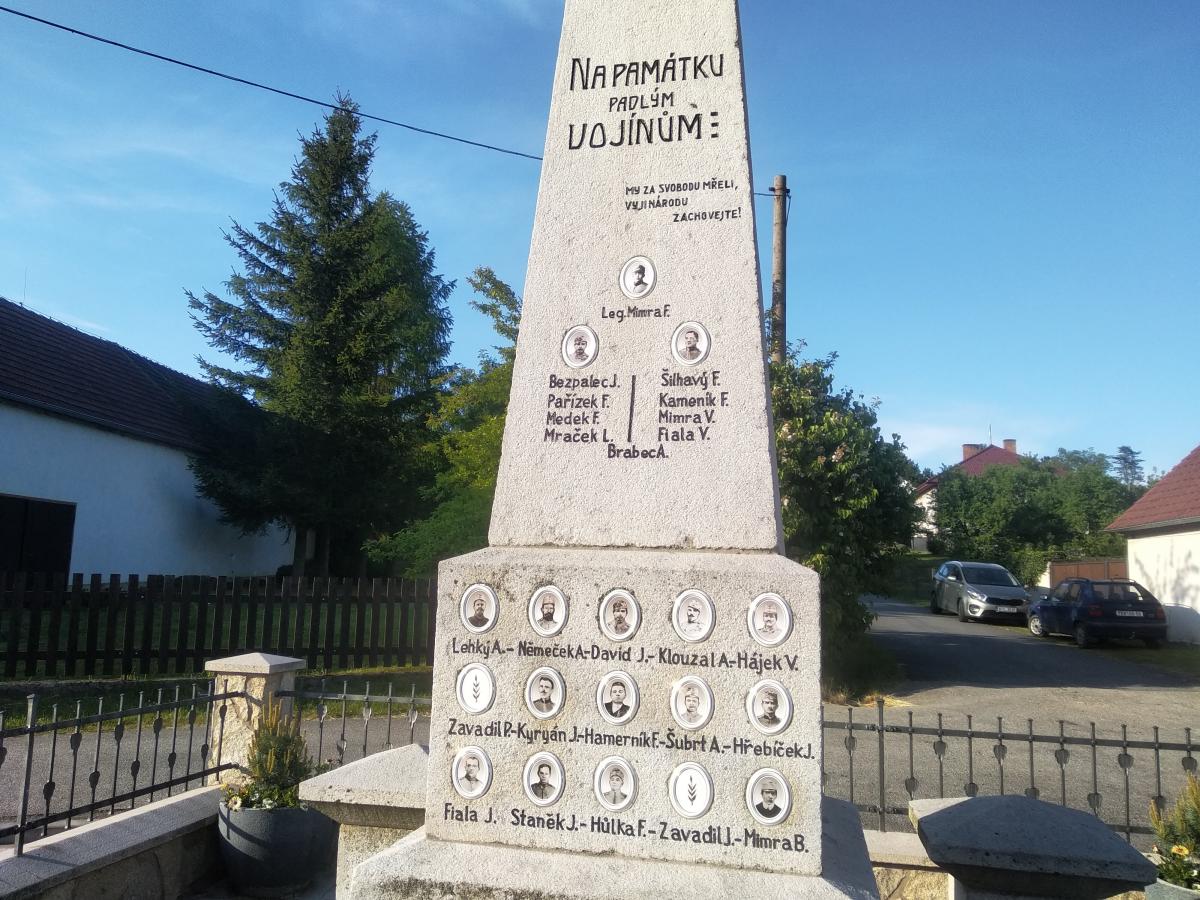 NA PAMÁTKU
PADLÝM
VOJÍNŮM
MY ZA SVOBODU MŘELI,
VY JI NÁRODU
ZACHOVEJTE!
Leg. Mimra F.
Bezpalec J. Šilhavý F.
Pařízek F. Kameník F.
Medek F. Mimra V.
Mraček L. Fiala V.
Brabec A.
Lehký A.- Němeček A.- David J.- Klouzal A.- Hájek V.
Zavadil P.- Kyryán J.- Hamerník F.- Šubrt A.- Hřebíček J.
Fiala J. Staněk J.- Hůlka F.- Zavadil J.- Mimra B.